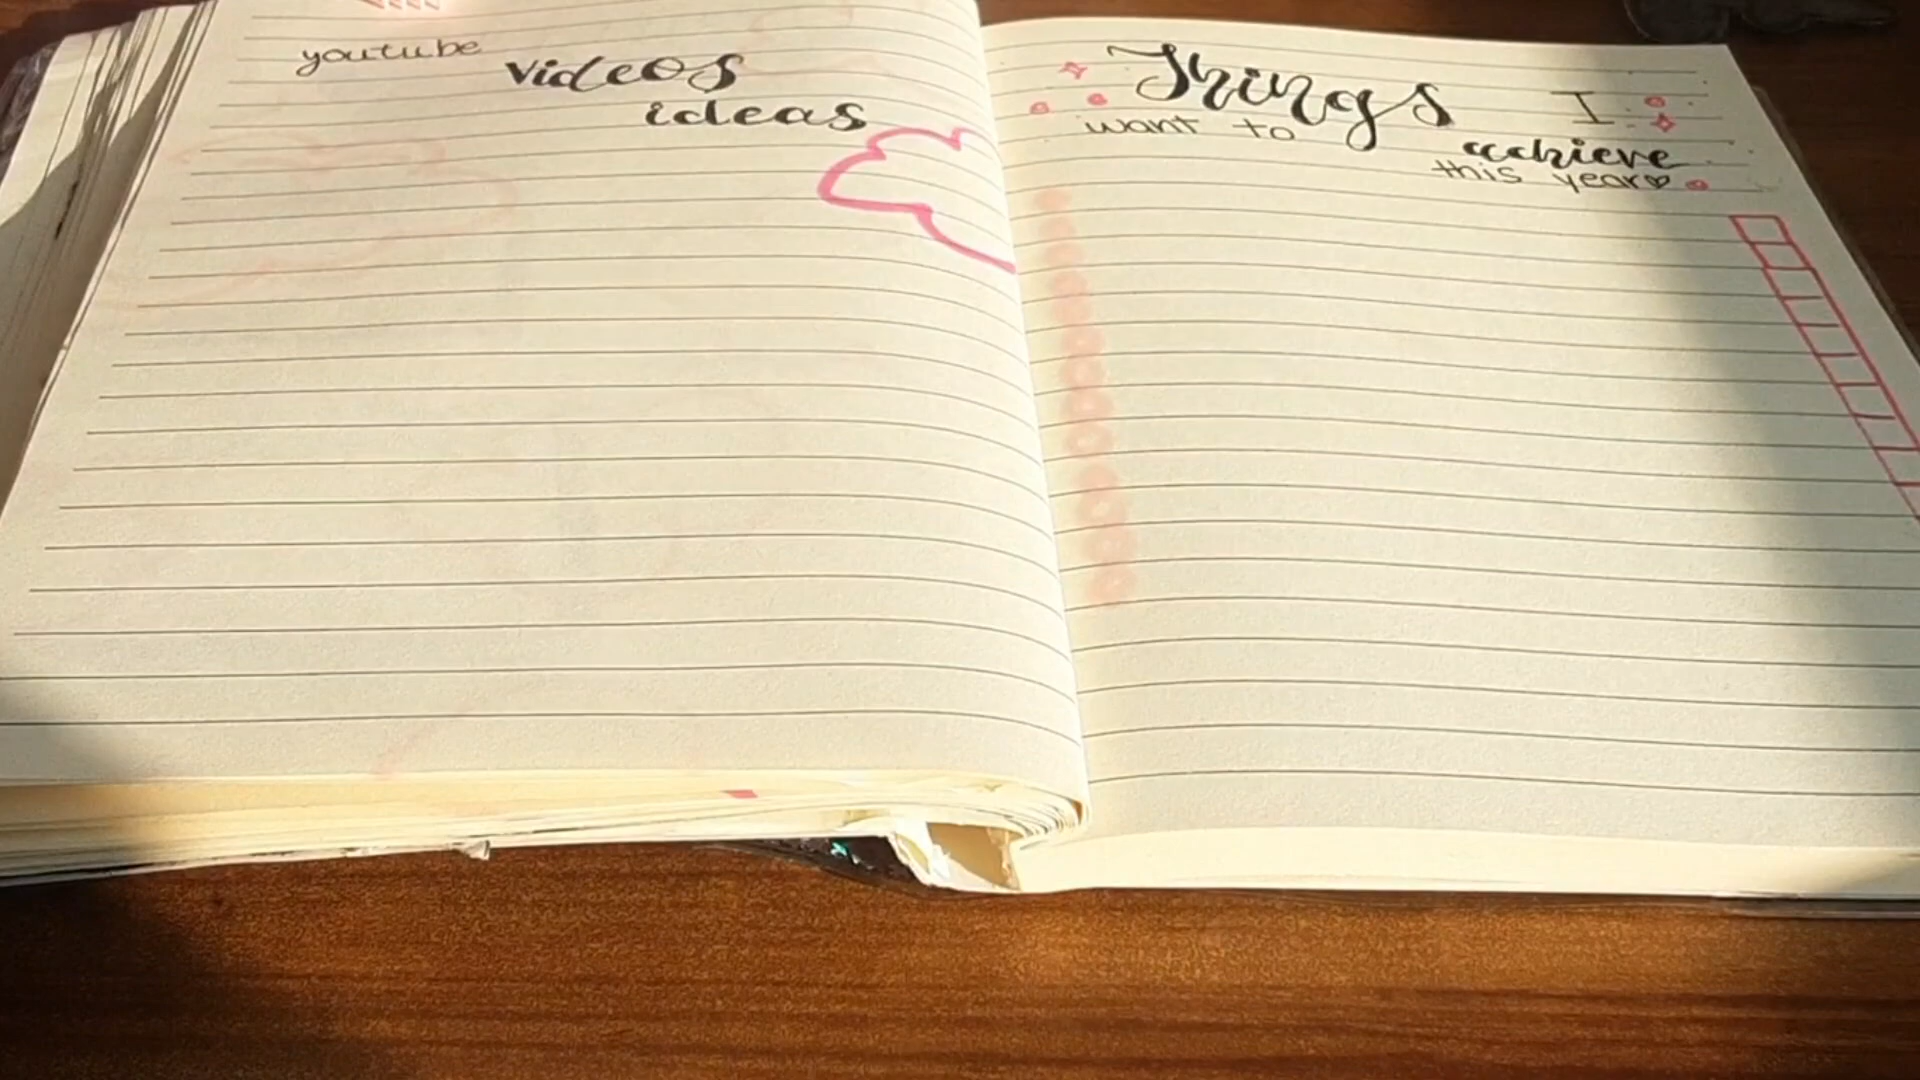 youtube
videos
ideas
Things I
want to
achieve
this year